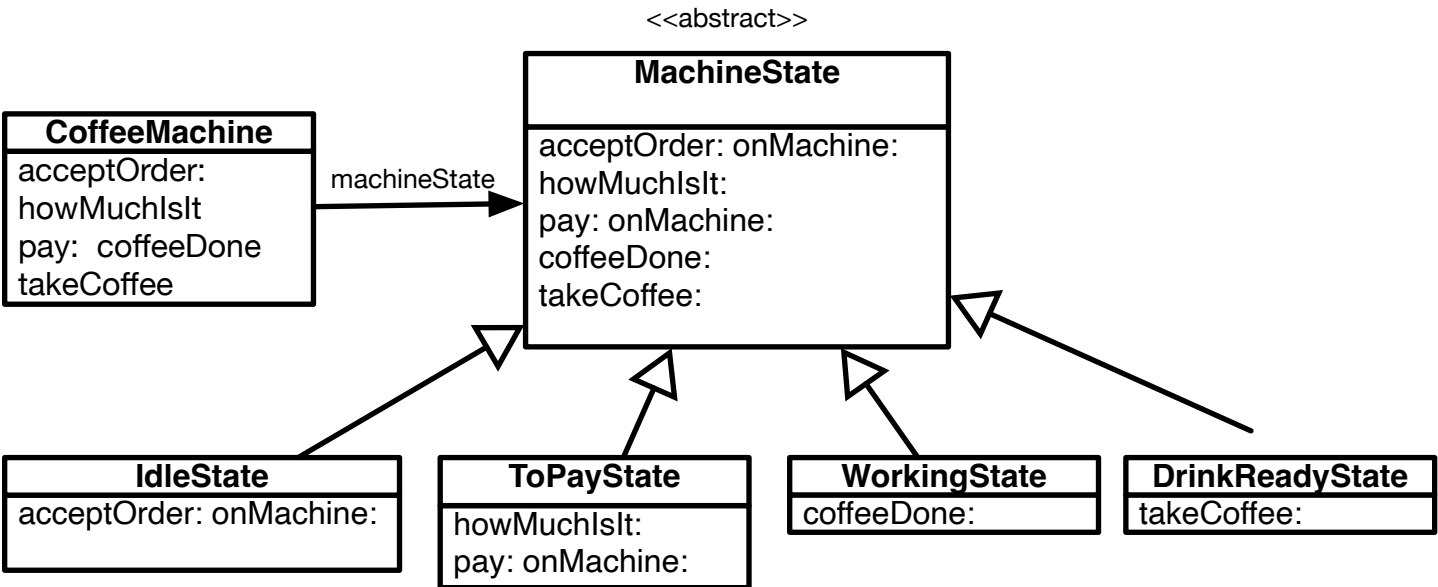 <<abstract>>
MachineState
acceptOrder: onMachine:
howMuchIsIt:
pay: onMachine:
coffeeDone:
takeCoffee:
CoffeeMachine
acceptOrder:
howMuchIsIt
pay: coffeeDone
takeCoffee
machineState
IdleState
acceptOrder: onMachine:
ToPayState
howMuchIsIt:
pay: onMachine:
WorkingState
coffeeDone:
DrinkReadyState
takeCoffee: